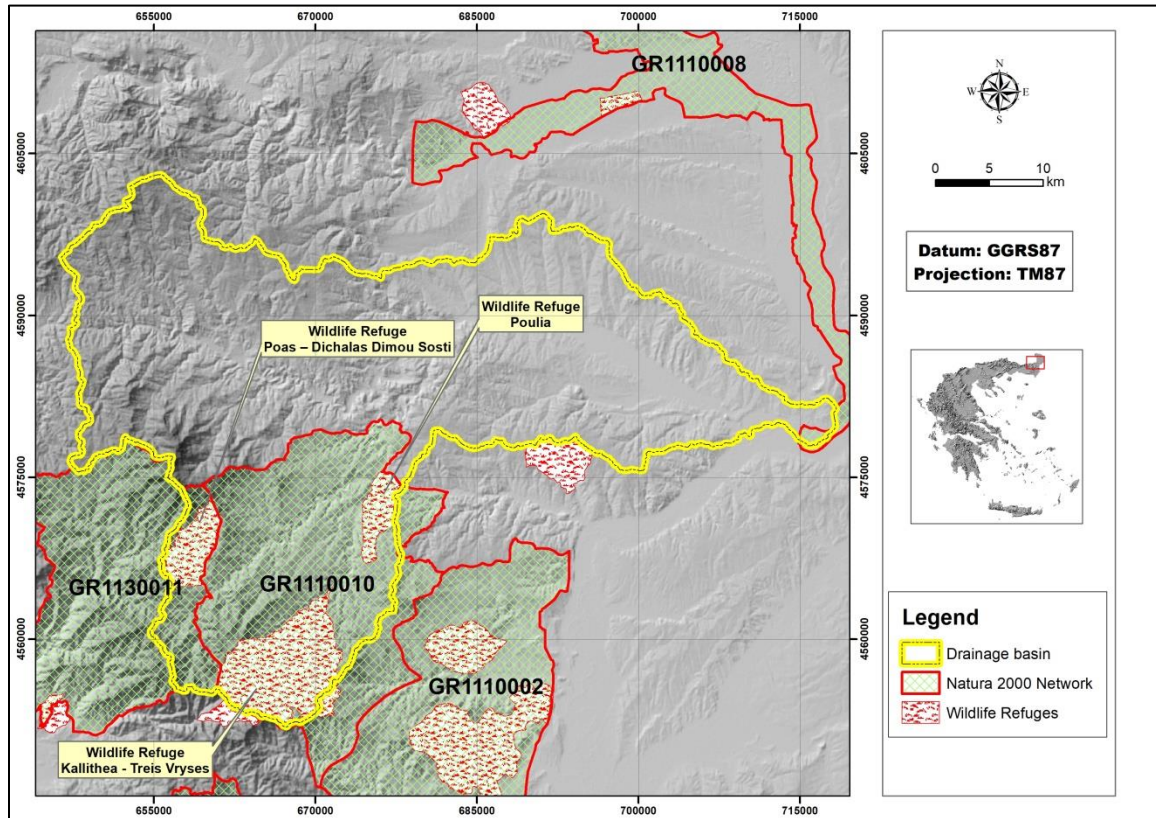 655000 670000 685000 700000 715000
GR1110008
4605000 4605000
4590000 4590000
Wildlife Refuge
Poulia
Wildlife Refuge
Poas – Dichalas Dimou Sosti
4575000 4575000
GR1130011
GR1110010
4560000 4560000
GR1110002
Wildlife Refuge
Kallithea - Treis Vryses
655000 670000 685000 700000 715000
N
W E
S
0 5 10
km
Datum: GGRS87
Projection: TM87
Legend
Drainage basin
Natura 2000 Network
Wildlife Refuges